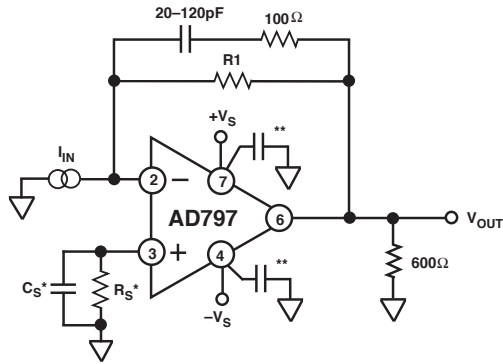 20–120pF
100Ω
R1
+VS
**
IIN
2
−
7
AD797
6
VOUT
3
+
4
**
CS*
RS*
600Ω
−VS